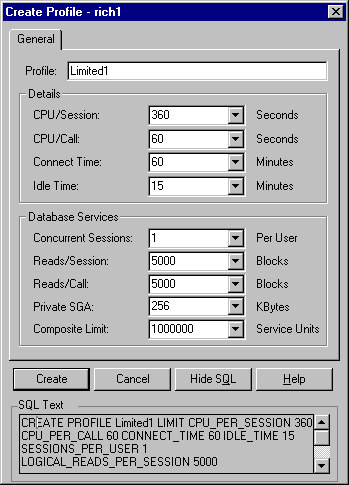 Create Profile - rich1
General
Profile: Limited1
Details
CPU/Session: 360 Seconds
CPU/Call: 60 Seconds
Connect Time: 60 Minutes
Idle Time: 15 Minutes
Database Services
Concurrent Sessions: 1 Per User
Reads/Session: 5000 Blocks
Reads/Call: 5000 Blocks
Private SGA: 256 KBytes
Composite Limit: 1000000 Service Units
Create Cancel Hide SQL Help
SQL Text
CREATE PROFILE Limited1 LIMIT CPU_PER_SESSION 360
CPU_PER_CALL 60 CONNECT_TIME 60 IDLE_TIME 15
SESSIONS_PER_USER 1
LOGICAL_READS_PER_SESSION 5000